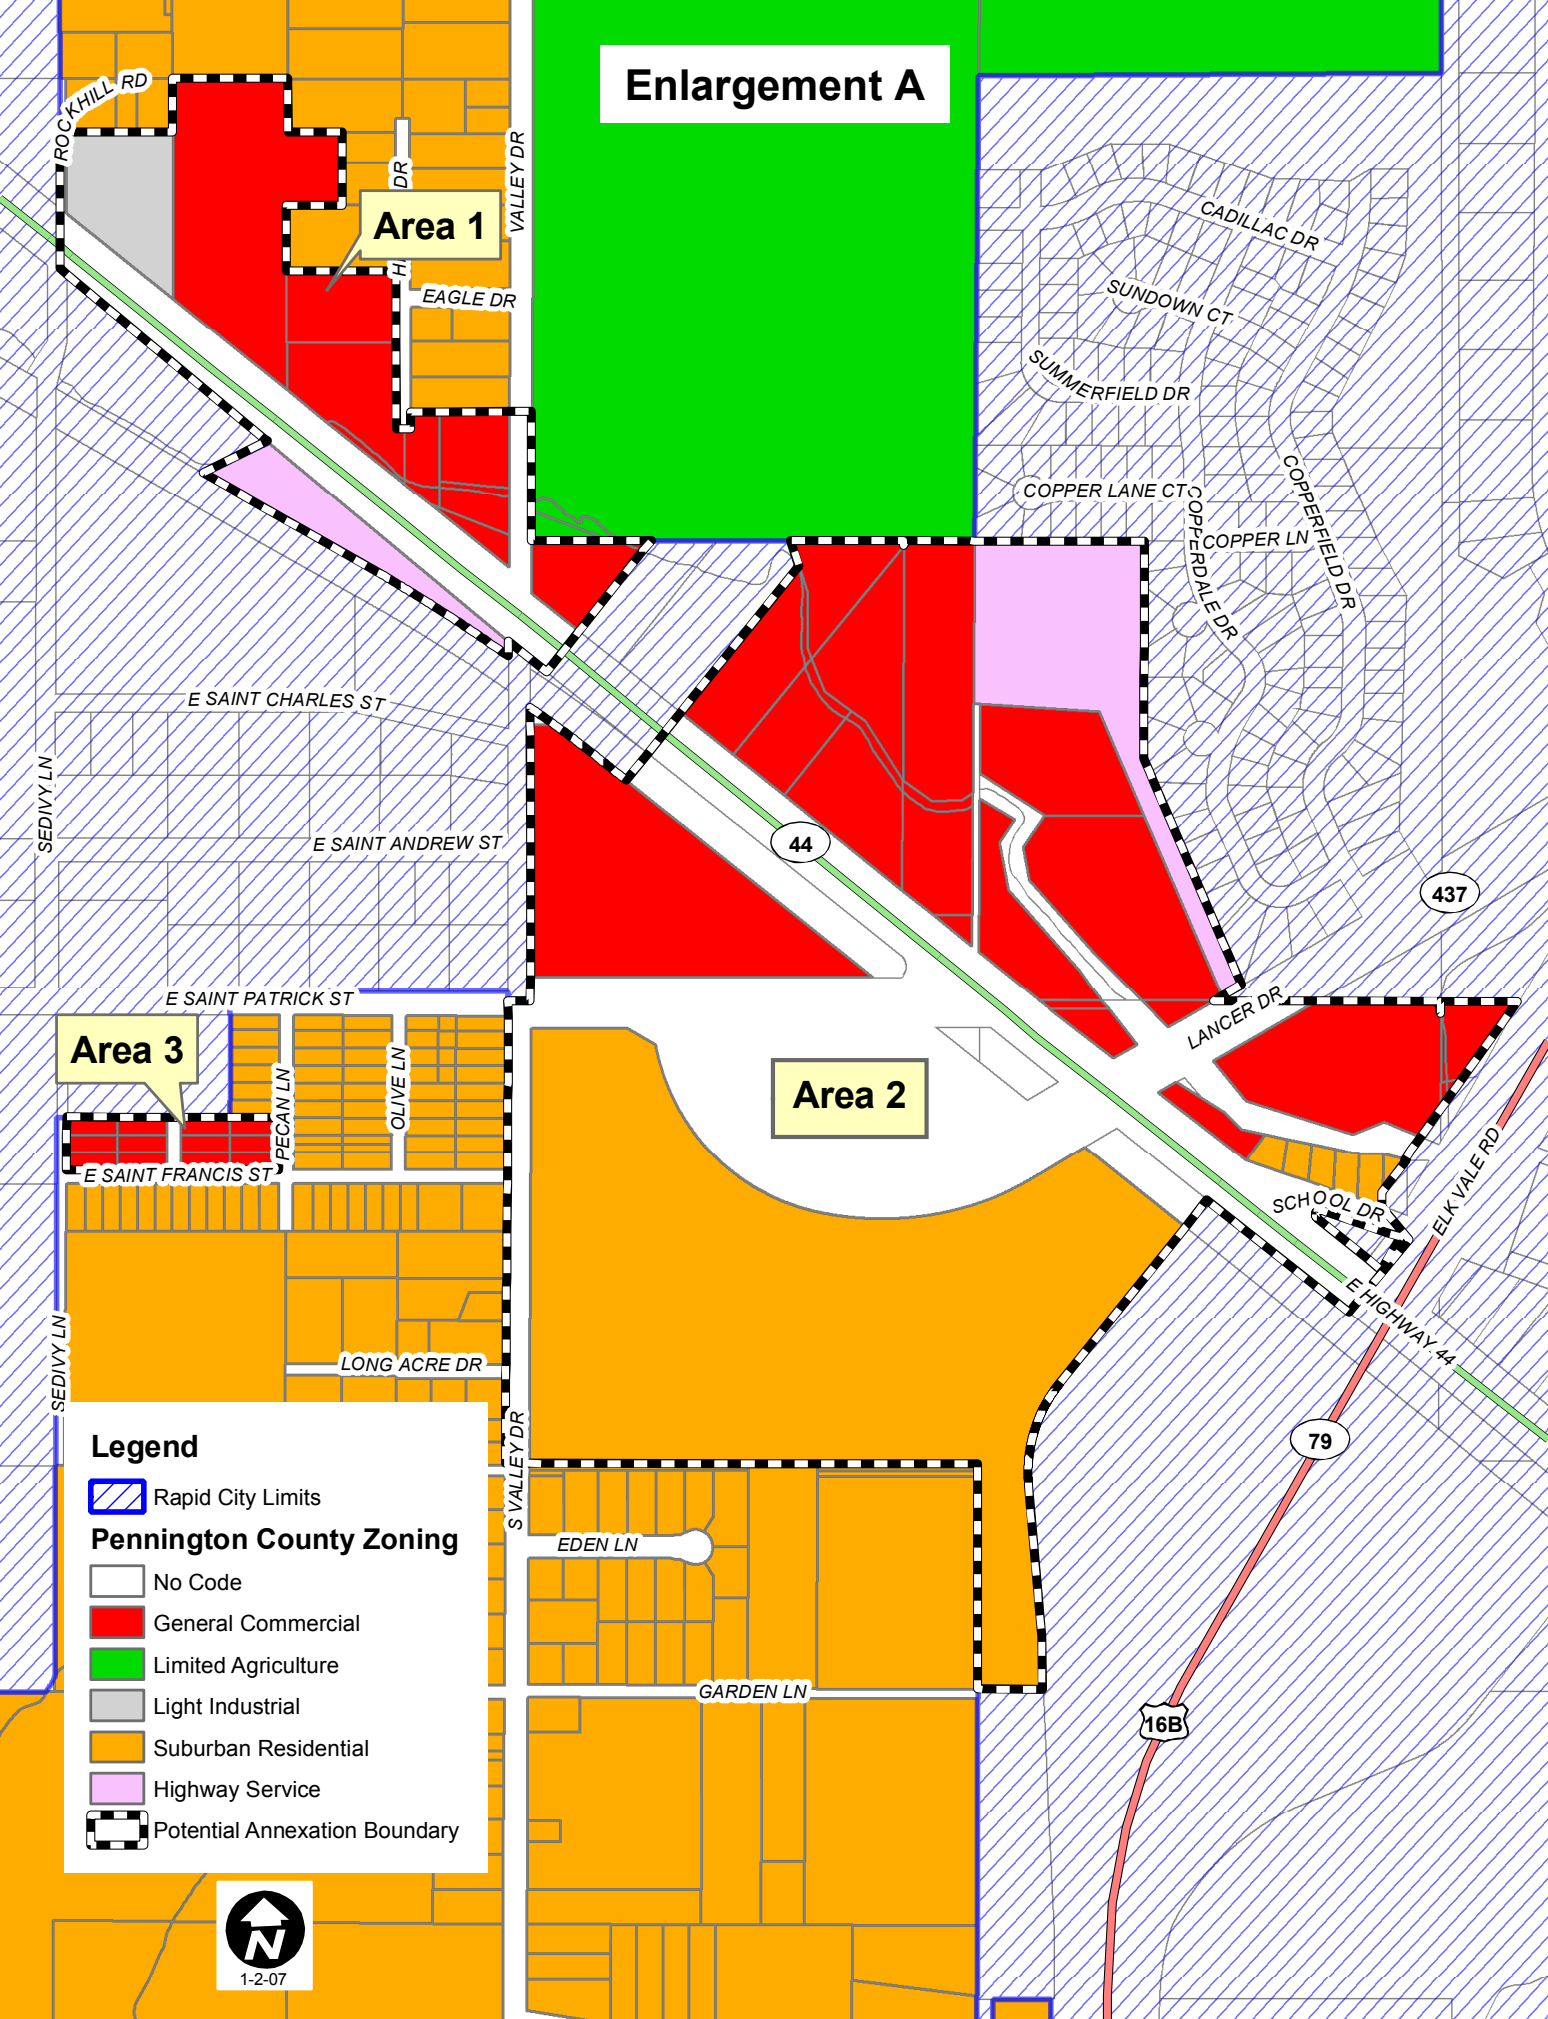 Enlargement A
ROCKHILL RD
VALLEY DR
DR
Area 1
H
EAGLE DR
CADILLAC DR
SUNDOWN CT
SUMMERFIELD DR
COPPER LANE CT
COPPERFIELD DR
COPPER LN
COPPERDALE DR
E SAINT CHARLES ST
SEDIVY LN
E SAINT ANDREW ST
44
437
E SAINT PATRICK ST
LANCER DR
Area 3
PECAN LN
OLIVE LN
Area 2
E SAINT FRANCIS ST
SCHOOL DR
ELK VALE RD
E HIGHWAY 44
SEDIVY LN
LONG ACRE DR
S VALLEY DR
79
EDEN LN
GARDEN LN
16B
Legend
Rapid City Limits
Pennington County Zoning
No Code
General Commercial
Limited Agriculture
Light Industrial
Suburban Residential
Highway Service
Potential Annexation Boundary
N
1-2-07